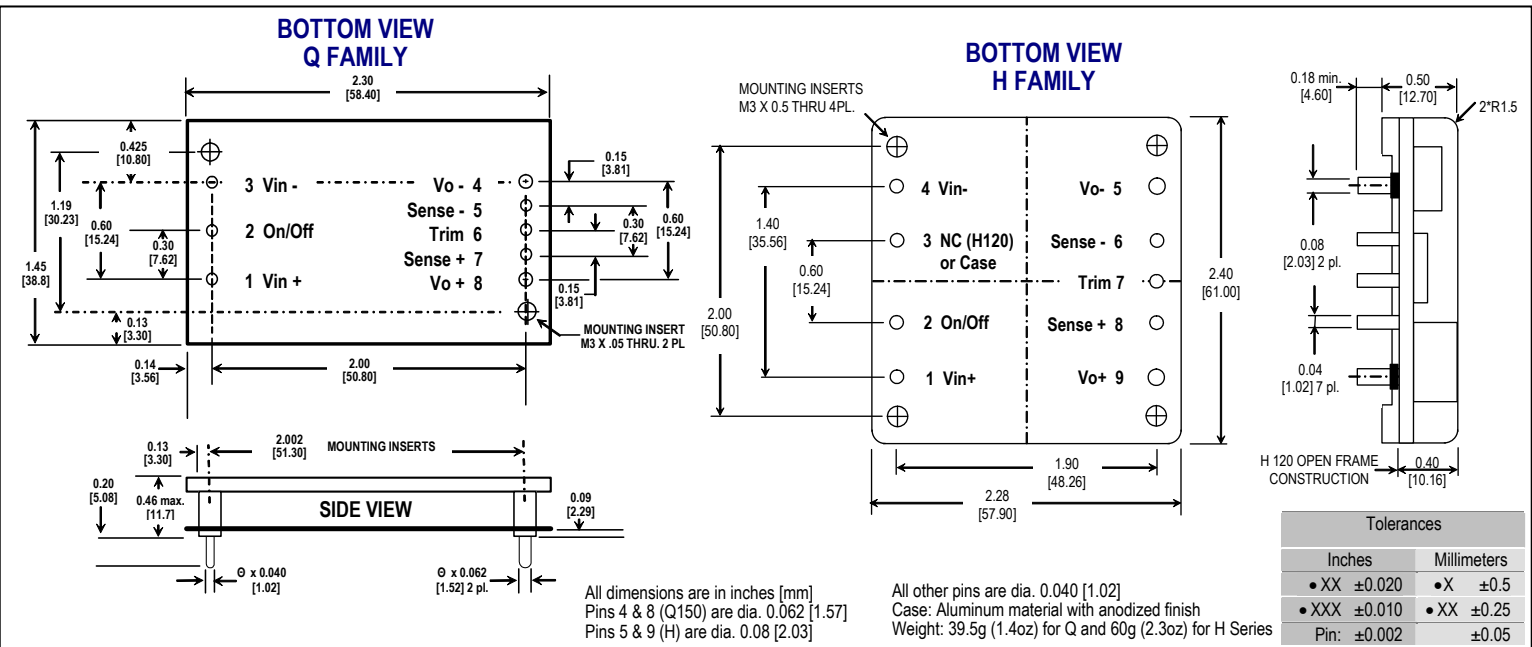 BOTTOM VIEW
Q FAMILY
2.30
[58.40]
0.425
[10.80]
1.19
[30.23]
0.60
[15.24]
0.30
[7.62]
1.45
[38.8]
0.13
[3.30]
0.14
[3.56]
2.00
[50.80]
3 Vin -
2 On/Off
1 Vin +
Vo - 4
Sense - 5
Trim 6
Sense + 7
Vo + 8
0.15
[3.81]
0.30
[7.62]
0.60
[15.24]
0.15
[3.81]
MOUNTING INSERT
M3 X .05 THRU. 2 PL
0.13
[3.30]
2.002
[51.30]
MOUNTING INSERTS
0.20
[5.08]
0.46 max.
[11.7]
SIDE VIEW
0.09
[2.29]
Θ x 0.040
[1.02]
Θ x 0.062
[1.52] 2 pl.
BOTTOM VIEW
H FAMILY
MOUNTING INSERTS
M3 X 0.5 THRU 4PL.
4 Vin-
3 NC (H120)
or Case
2 On/Off
1 Vin+
Vo- 5
Sense - 6
Trim 7
Sense + 8
Vo+ 9
1.40
[35.56]
0.60
[15.24]
2.00
[50.80]
2.40
[61.00]
1.90
[48.26]
2.28
[57.90]
0.18 min.
[4.60]
0.50
[12.70]
2*R1.5
0.08
[2.03] 2 pl.
0.04
[1.02] 7 pl.
H 120 OPEN FRAME
CONSTRUCTION
0.40
[10.16]
All dimensions are in inches [mm]
Pins 4 & 8 (Q150) are dia. 0.062 [1.57]
Pins 5 & 9 (H) are dia. 0.08 [2.03]
All other pins are dia. 0.040 [1.02]
Case: Aluminum material with anodized finish
Weight: 39.5g (1.4oz) for Q and 60g (2.3oz) for H Series
Tolerances
Inches Millimeters
• XX ±0.020 •X ±0.5
• XXX ±0.010 • XX ±0.25
Pin: ±0.002 ±0.05